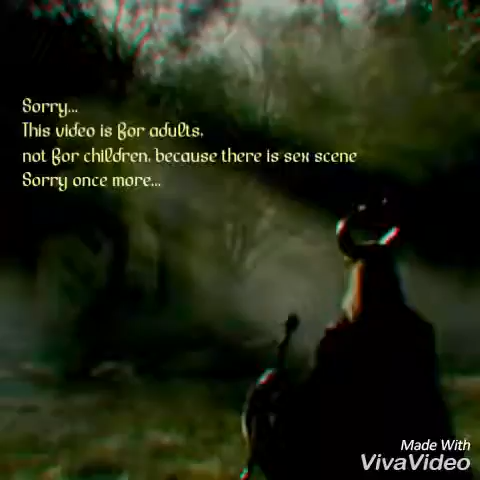 Sorry...
This video is for adults,
not for children, because there is sex scene
Sorry once more...
Made With
VivaVideo